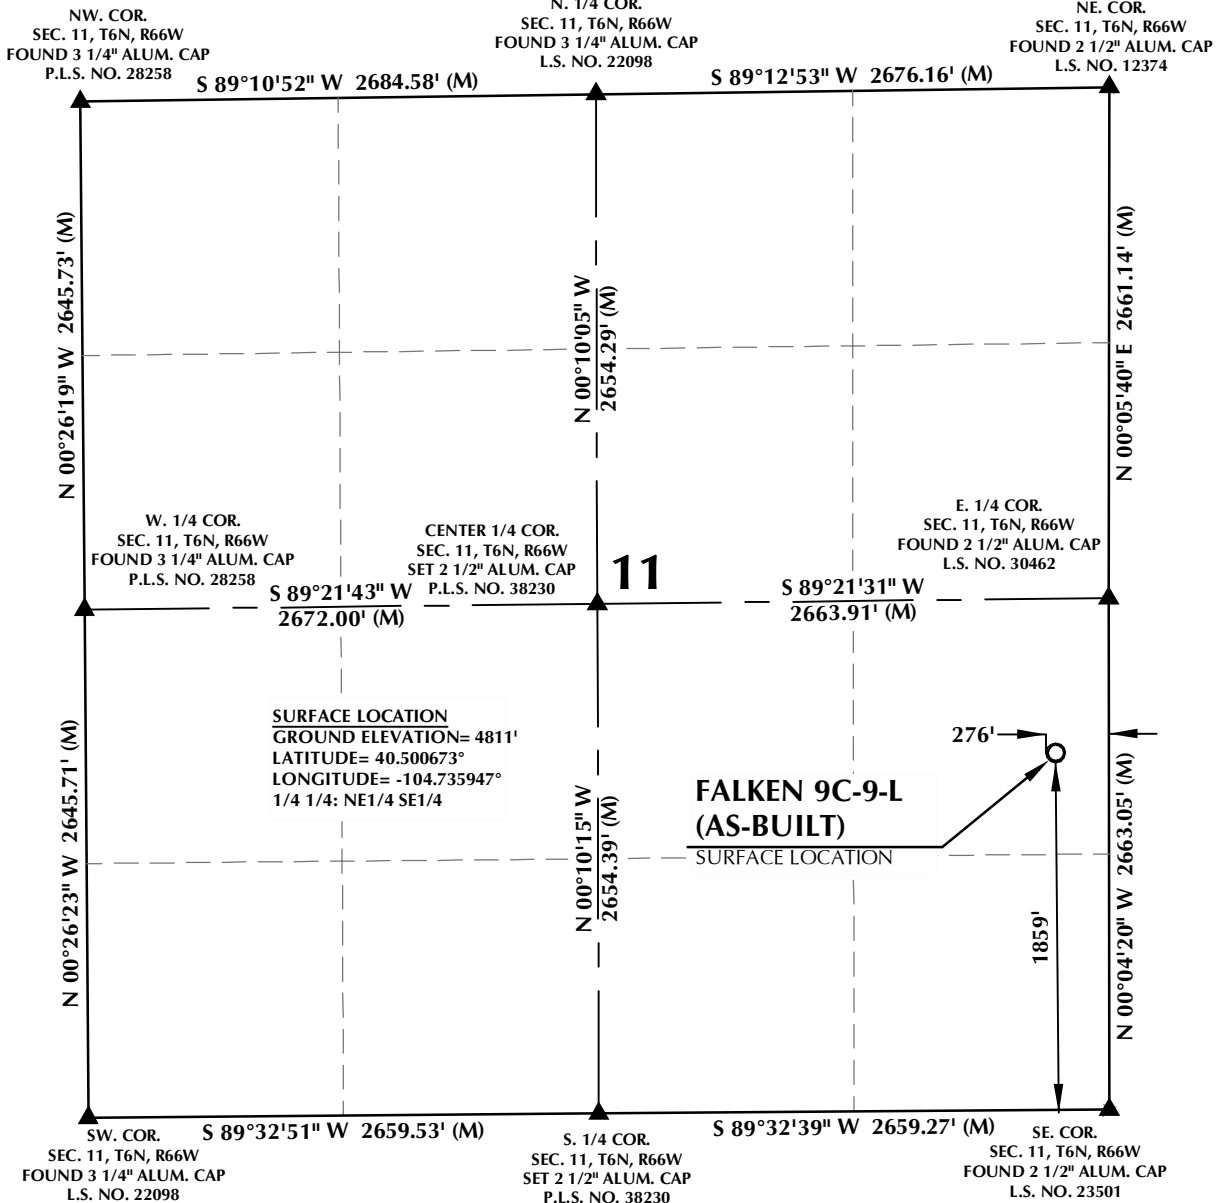 NW. COR.
SEC. 11, T6N, R66W
FOUND 3 1/4" ALUM. CAP
P.L.S. NO. 28258
N. 1/4 COR.
SEC. 11, T6N, R66W
FOUND 3 1/4" ALUM. CAP
L.S. NO. 22098
NE. COR.
SEC. 11, T6N, R66W
FOUND 2 1/2" ALUM. CAP
L.S. NO. 12374
S 89°10'52" W 2684.58' (M)
S 89°12'53" W 2676.16' (M)
N 00°26'19" W 2645.73' (M)
N 00°10'05" W
2654.29' (M)
N 00°05'40" E 2661.14' (M)
W. 1/4 COR.
SEC. 11, T6N, R66W
FOUND 3 1/4" ALUM. CAP
P.L.S. NO. 28258
CENTER 1/4 COR.
SEC. 11, T6N, R66W
SET 2 1/2" ALUM. CAP
P.L.S. NO. 38230
11
E. 1/4 COR.
SEC. 11, T6N, R66W
FOUND 2 1/2" ALUM. CAP
L.S. NO. 30462
S 89°21'43" W
2672.00' (M)
S 89°21'31" W
2663.91' (M)
SURFACE LOCATION
GROUND ELEVATION= 4811'
LATITUDE= 40.500673°
LONGITUDE= -104.735947°
1/4 1/4: NE1/4 SE1/4
276'
FALKEN 9C-9-L
(AS-BUILT)
SURFACE LOCATION
N 00°26'23" W 2645.71' (M)
N 00°10'15" W
2654.39' (M)
1859'
N 00°04'20" W 2663.05' (M)
S 89°32'51" W 2659.53' (M)
S 89°32'39" W 2659.27' (M)
SW. COR.
SEC. 11, T6N, R66W
FOUND 3 1/4" ALUM. CAP
L.S. NO. 22098
S. 1/4 COR.
SEC. 11, T6N, R66W
SET 2 1/2" ALUM. CAP
P.L.S. NO. 38230
SE. COR.
SEC. 11, T6N, R66W
FOUND 2 1/2" ALUM. CAP
L.S. NO. 23501